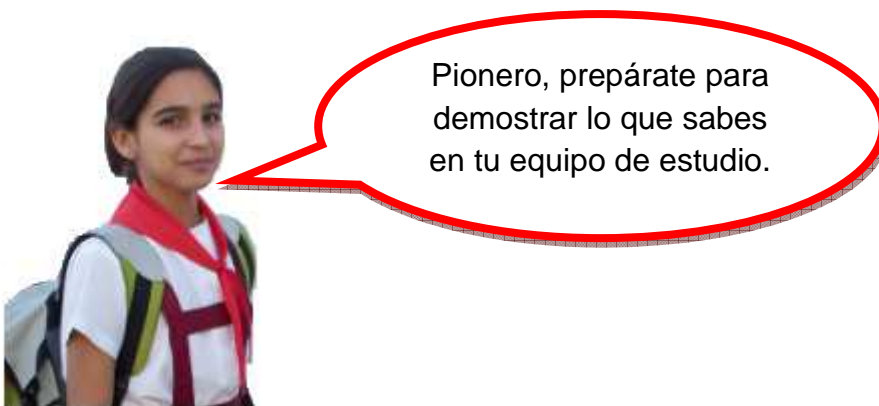 Pionero, prepárate para
demostrar lo que sabes
en tu equipo de estudio.